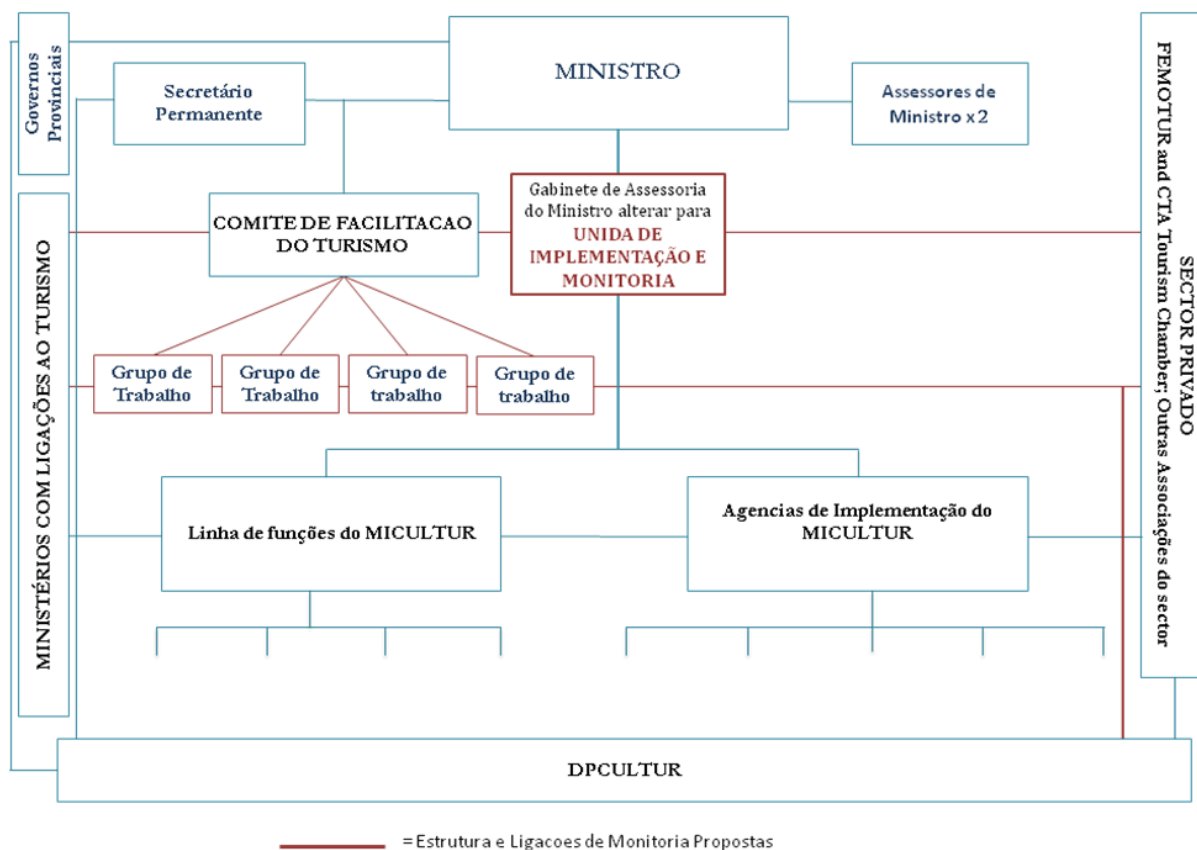 Governos
Provinciais
MINISTRO
Secretário
Permanente
Assessores de
Ministro x2
FEMOTUR and CTA Tourism Chamber; Outras Associações do sector
SECTOR PRIVADO
MINISTÉRIOS COM LIGAÇÕES AO TURISMO
COMITE DE FACILITACAO
DO TURISMO
Gabinete de Assessoria
do Ministro alterar para
UNIDA DE
IMPLEMENTAÇÃO E
MONITORIA
Grupo de
Trabalho
Grupo de
Trabalho
Grupo de
trabalho
Grupo de
trabalho
Linha de funções do MICULTUR
Agencias de Implementação do
MICULTUR
DPCULTUR
= Estrutura e Ligacoes de Monitoria Propostas